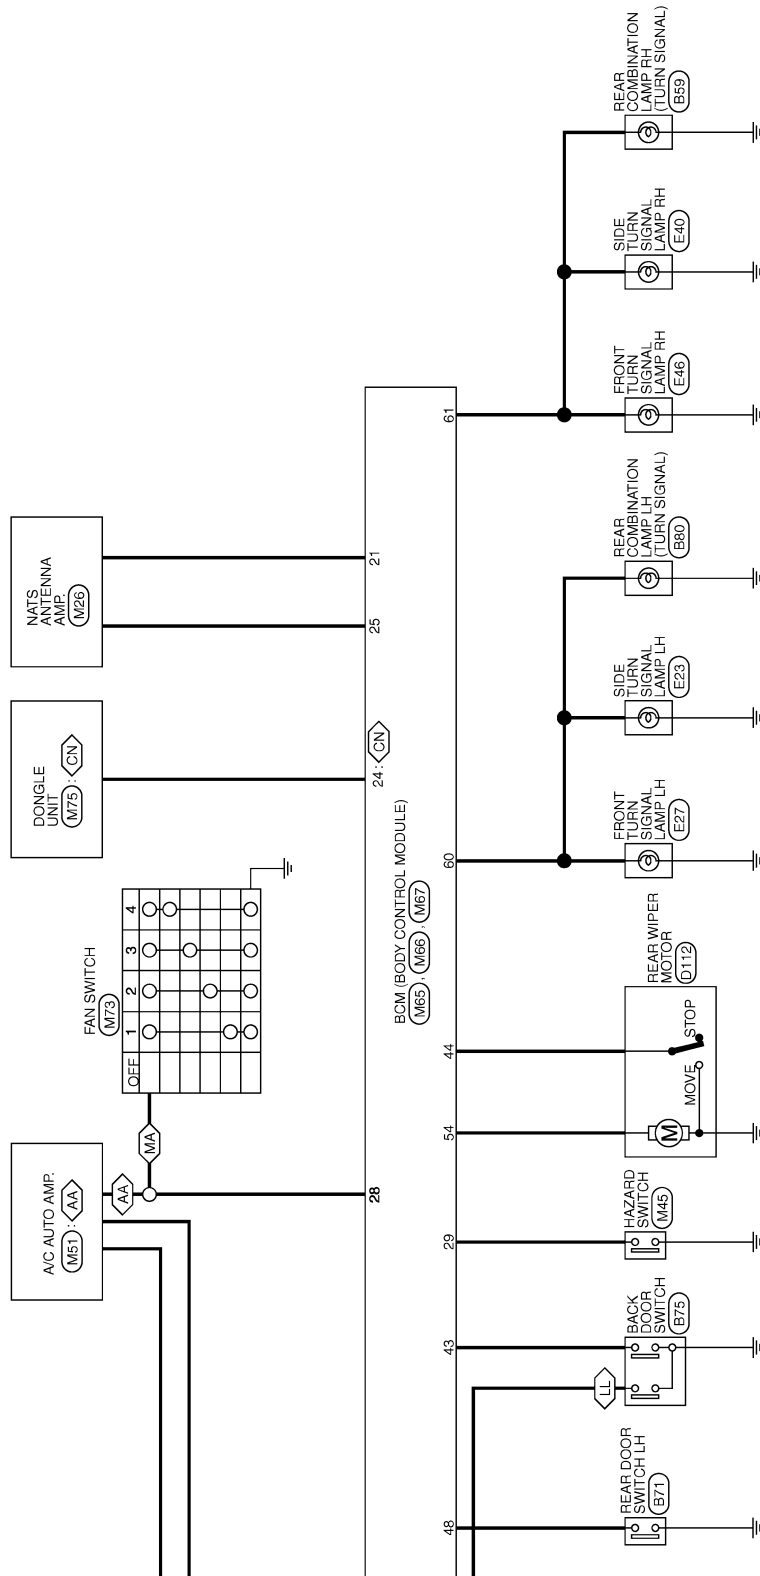 REAR
COMBINATION
LAMP RH
(TURN SIGNAL)
B59
SIDE
TURN
SIGNAL
LAMP RH
E40
FRONT
TURN
SIGNAL
LAMP RH
E46
61
NATS
ANTENNA
AMP.
M26
21
25
REAR
COMBINATION
LAMP LH
(TURN SIGNAL)
B80
SIDE
TURN
SIGNAL
LAMP LH
E23
DONGLE
UNIT
M75 : CN
24 : CN
FRONT
TURN
SIGNAL
LAMP LH
E27
60
BCM (BODY CONTROL MODULE)
M65 , M66 , M67
FAN SWITCH
M73
OFF 1 2 3 4
MA
REAR WIPER
MOTOR
D112
STOP
MOVE
M
44
54
A/C AUTO AMP.
M51 : AA
AA
28
HAZARD
SWITCH
M45
29
BACK
DOOR
SWITCH
B75
43
LL
REAR DOOR
SWITCH LH
B71
48